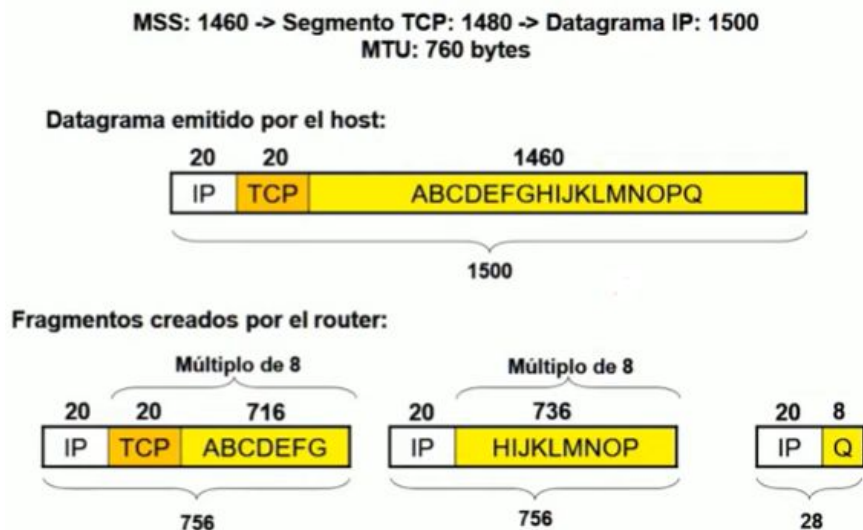 MSS: 1460 -> Segmento TCP: 1480 -> Datagrama IP: 1500
MTU: 760 bytes
Datagrama emitido por el host:
20 20 1460
IP TCP ABCDEFGHIJKLMNOPQ
1500
Fragmentos creados por el router:
Múltiplo de 8 Múltiplo de 8
20 20 716 20 736 20 8
IP TCP ABCDEFG IP HIJKLMNOP IP Q
756 756 28